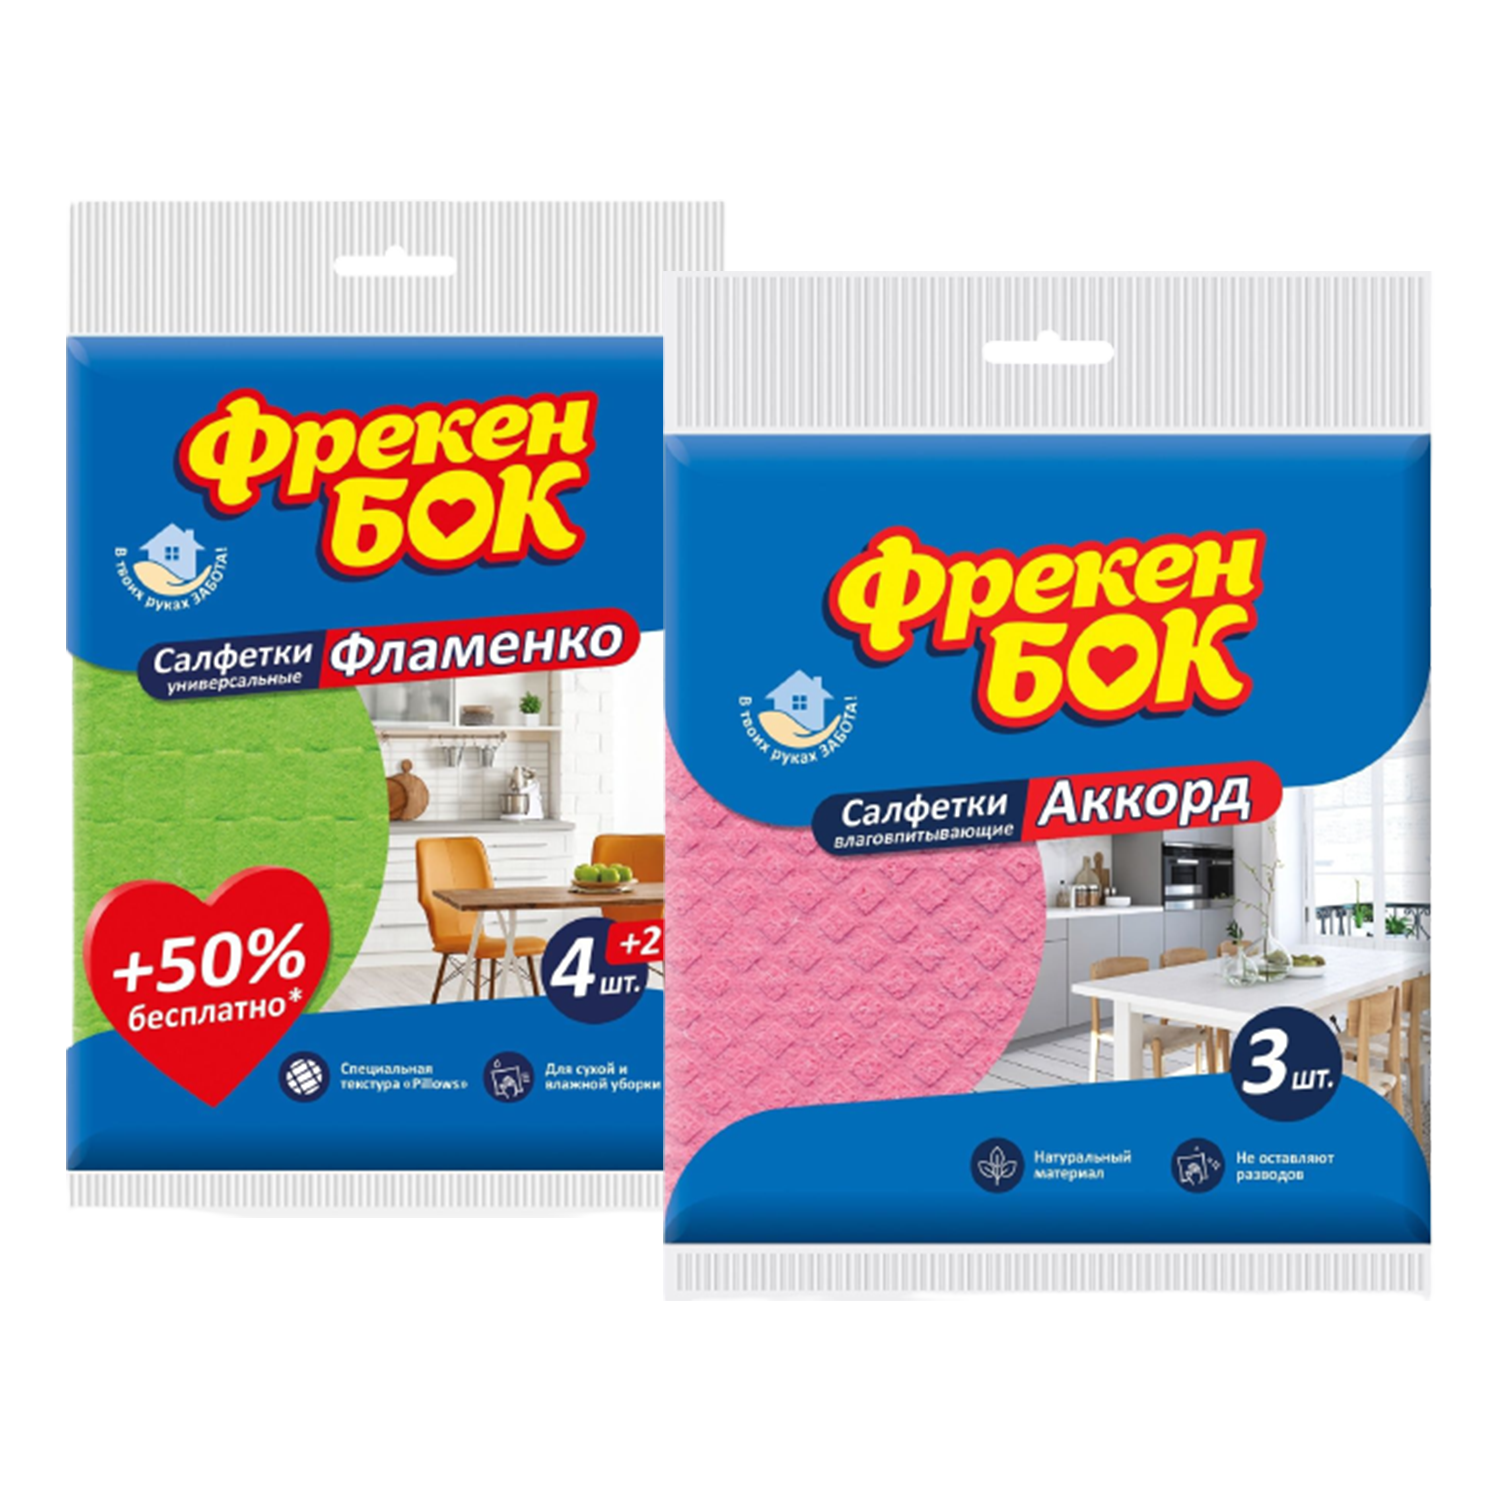 Фрекен
БОК
В твоих руках ЗАБОТА!
Салфетки
универсальные
Фламенко
+50%
бесплатно*
4 шт.
+2
Специальная
текстура «Pillows»
Для сухой и
влажной уборки
Фрекен
БОК
В твоих руках ЗАБОТА!
Салфетки
влаговпитывающие
Аккорд
3 шт.
Натуральный
материал
Не оставляют
разводов